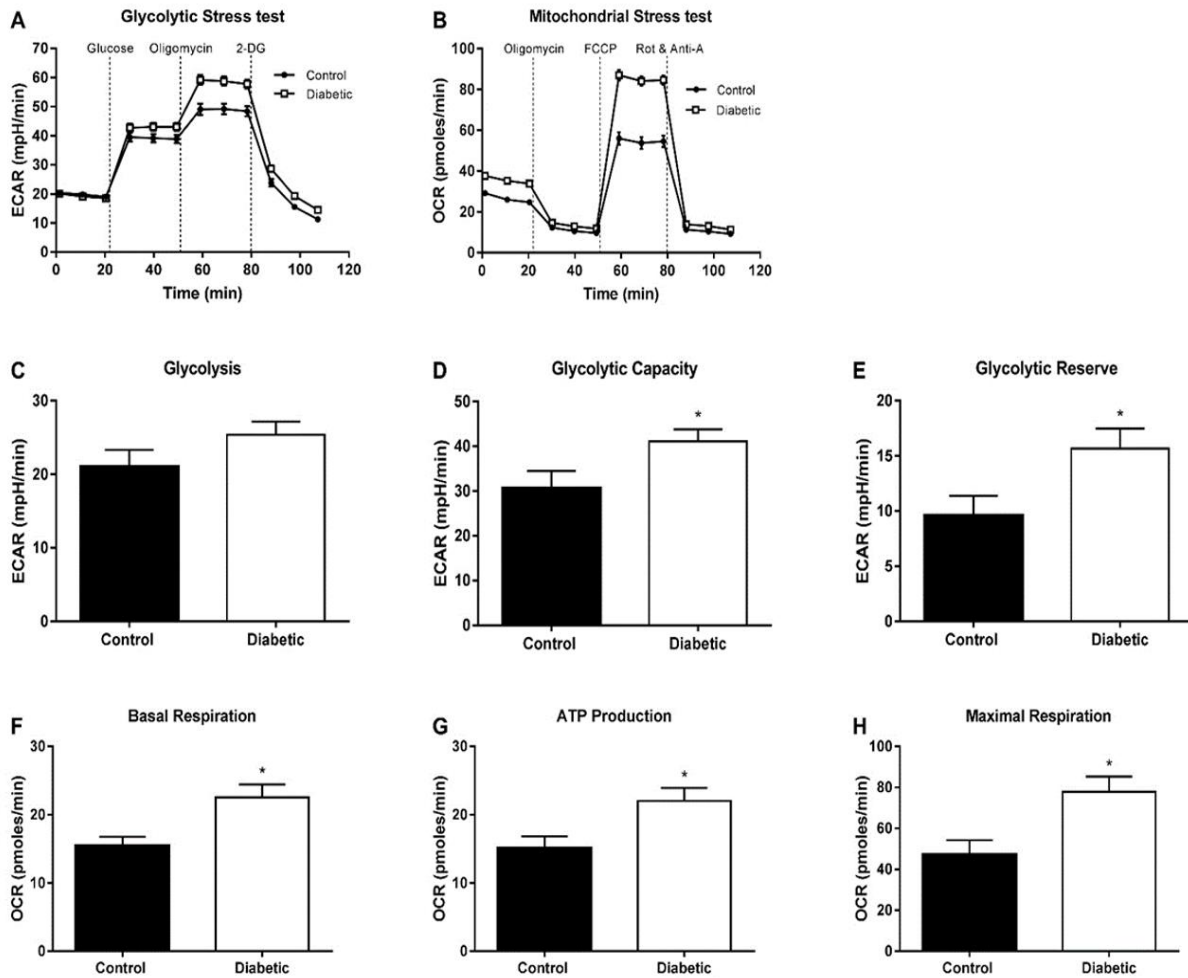 A
Glycolytic Stress test
Glucose
Oligomycin
2-DG
70
60
50
40
30
20
10
0
ECAR (mpH/min)
Control
Diabetic
0 20 40 60 80 100 120
Time (min)
B
Mitochondrial Stress test
Oligomycin
FCCP
Rot & Anti-A
100
80
60
40
20
0
OCR (pmoles/min)
Control
Diabetic
0 20 40 60 80 100 120
Time (min)
C
Glycolysis
30
20
10
0
ECAR (mpH/min)
Control Diabetic
D
Glycolytic Capacity
50
40
30
20
10
0
ECAR (mpH/min)
*
Control Diabetic
E
Glycolytic Reserve
20
15
10
5
0
ECAR (mpH/min)
*
Control Diabetic
F
Basal Respiration
30
20
10
0
OCR (pmoles/min)
*
Control Diabetic
G
ATP Production
30
20
10
0
OCR (pmoles/min)
*
Control Diabetic
H
Maximal Respiration
100
80
60
40
20
0
OCR (pmoles/min)
*
Control Diabetic